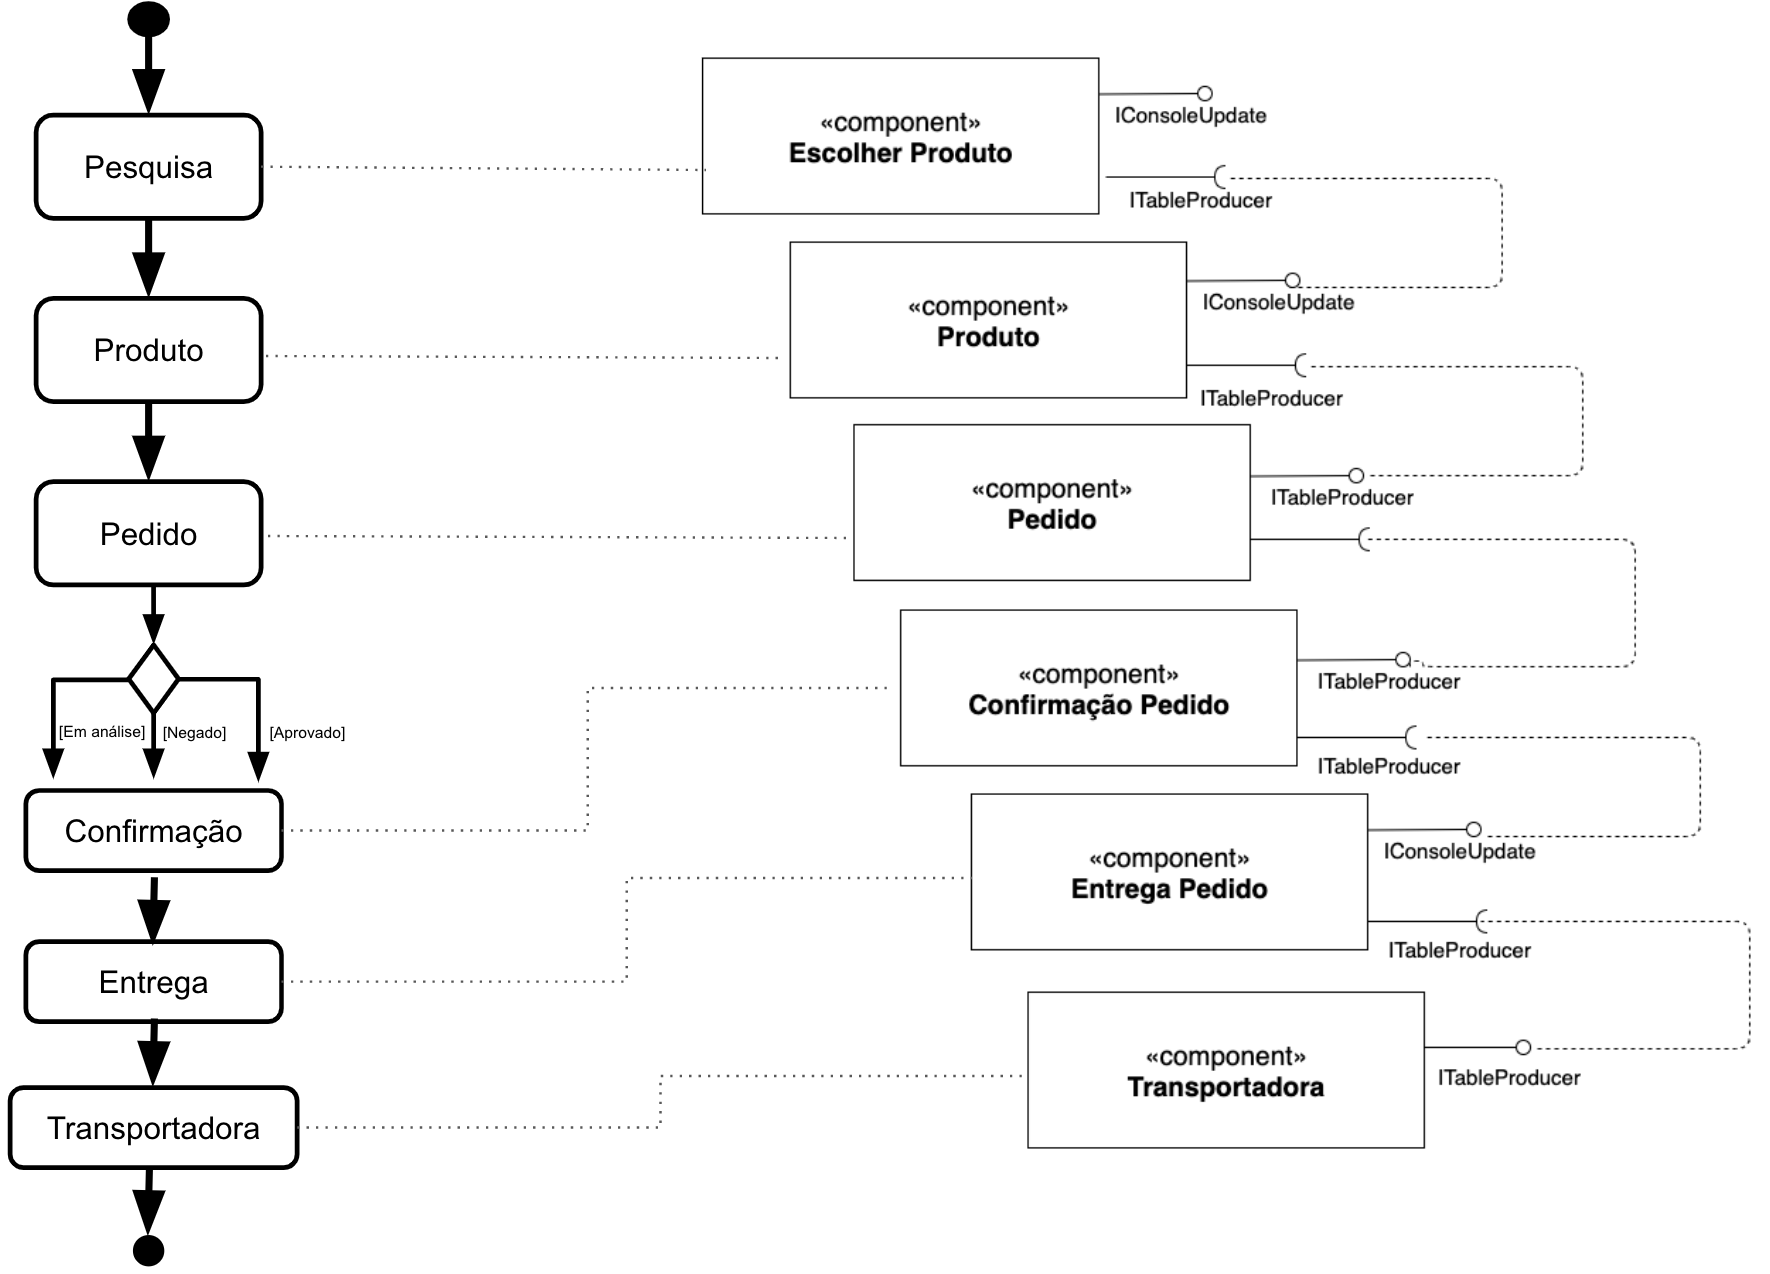 Pesquisa
Produto
Pedido
[Em análise]
[Negado]
[Aprovado]
Confirmação
Entrega
Transportadora
«component»
Escolher Produto
IConsoleUpdate
ITableProducer
«component»
Produto
IConsoleUpdate
ITableProducer
«component»
Pedido
ITableProducer
«component»
Confirmação Pedido
ITableProducer
ITableProducer
«component»
Entrega Pedido
IConsoleUpdate
ITableProducer
«component»
Transportadora
ITableProducer